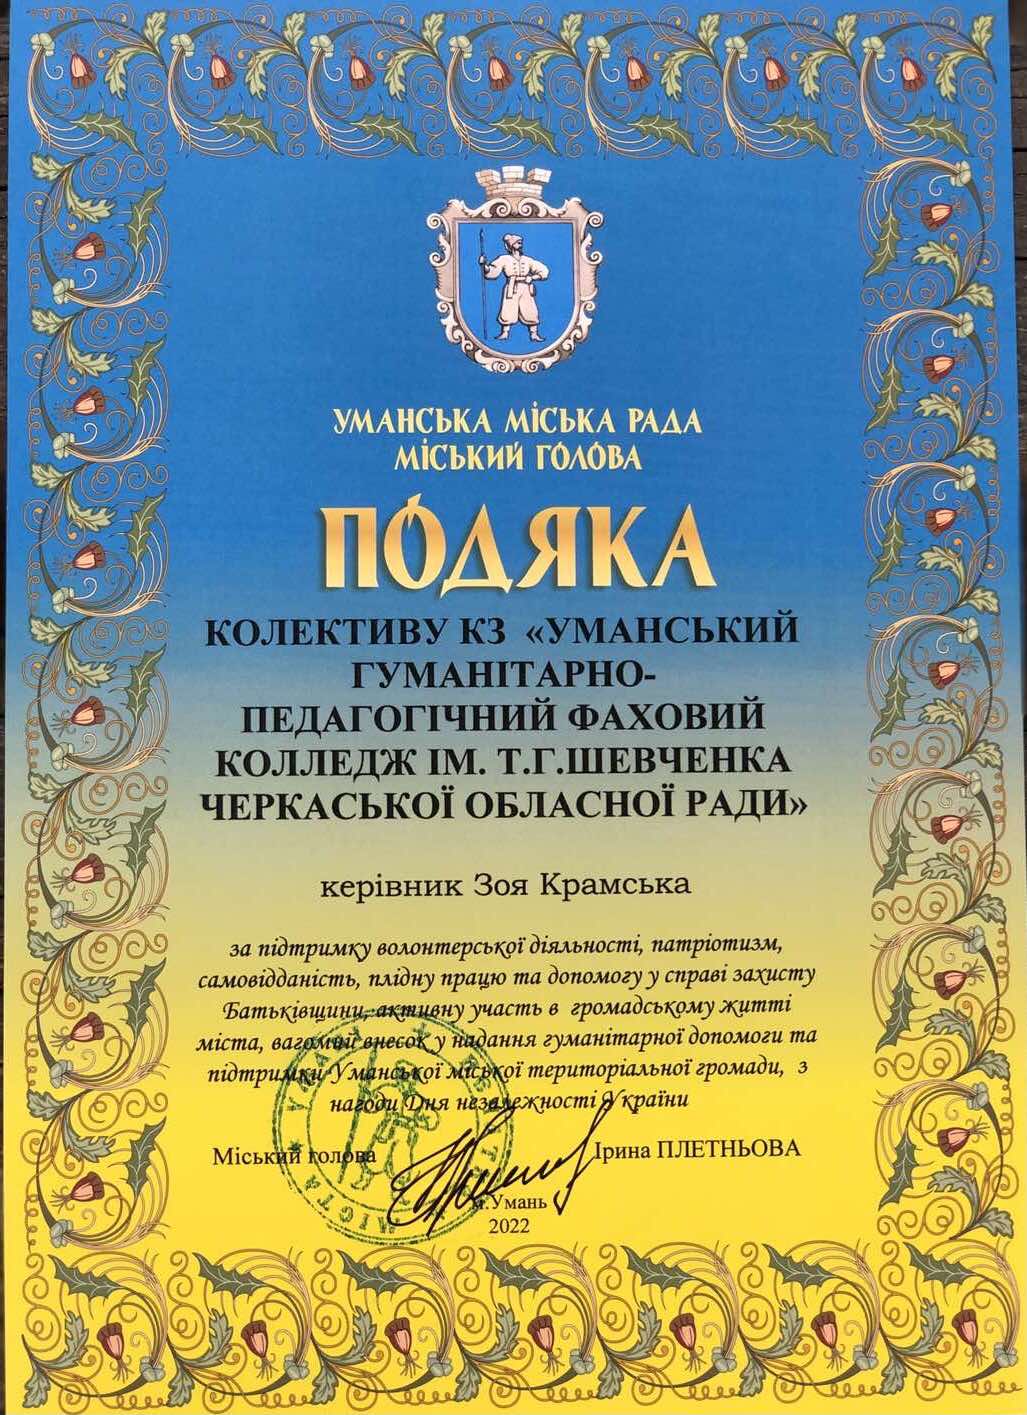 УМАНСЬКА МІСЬКА РАДА
МІСЬКИЙ ГОЛОВА
ПОДЯКА
КОЛЕКТИВУ КЗ «УМАНСЬКИЙ
ГУМАНІТАРНО-
ПЕДАГОГІЧНИЙ ФАХОВИЙ
КОЛЛЕДЖ ІМ. Т.Г.ШЕВЧЕНКА
ЧЕРКАСЬКОЇ ОБЛАСНОЇ РАДИ»
керівник Зоя Крамська
за підтримку волонтерської діяльності, патріотизм,
самовідданість, плідну працю та допомогу у справі захисту
Батьківщини, активну участь в громадському житті
міста, вагомий внесок у надання гуманітарної допомоги та
підтримки Уманської міської територіальної громади, з
нагоди Дня незалежності України
Міський голова Ірина ПЛЕТНЬОВА
м.Умань
2022